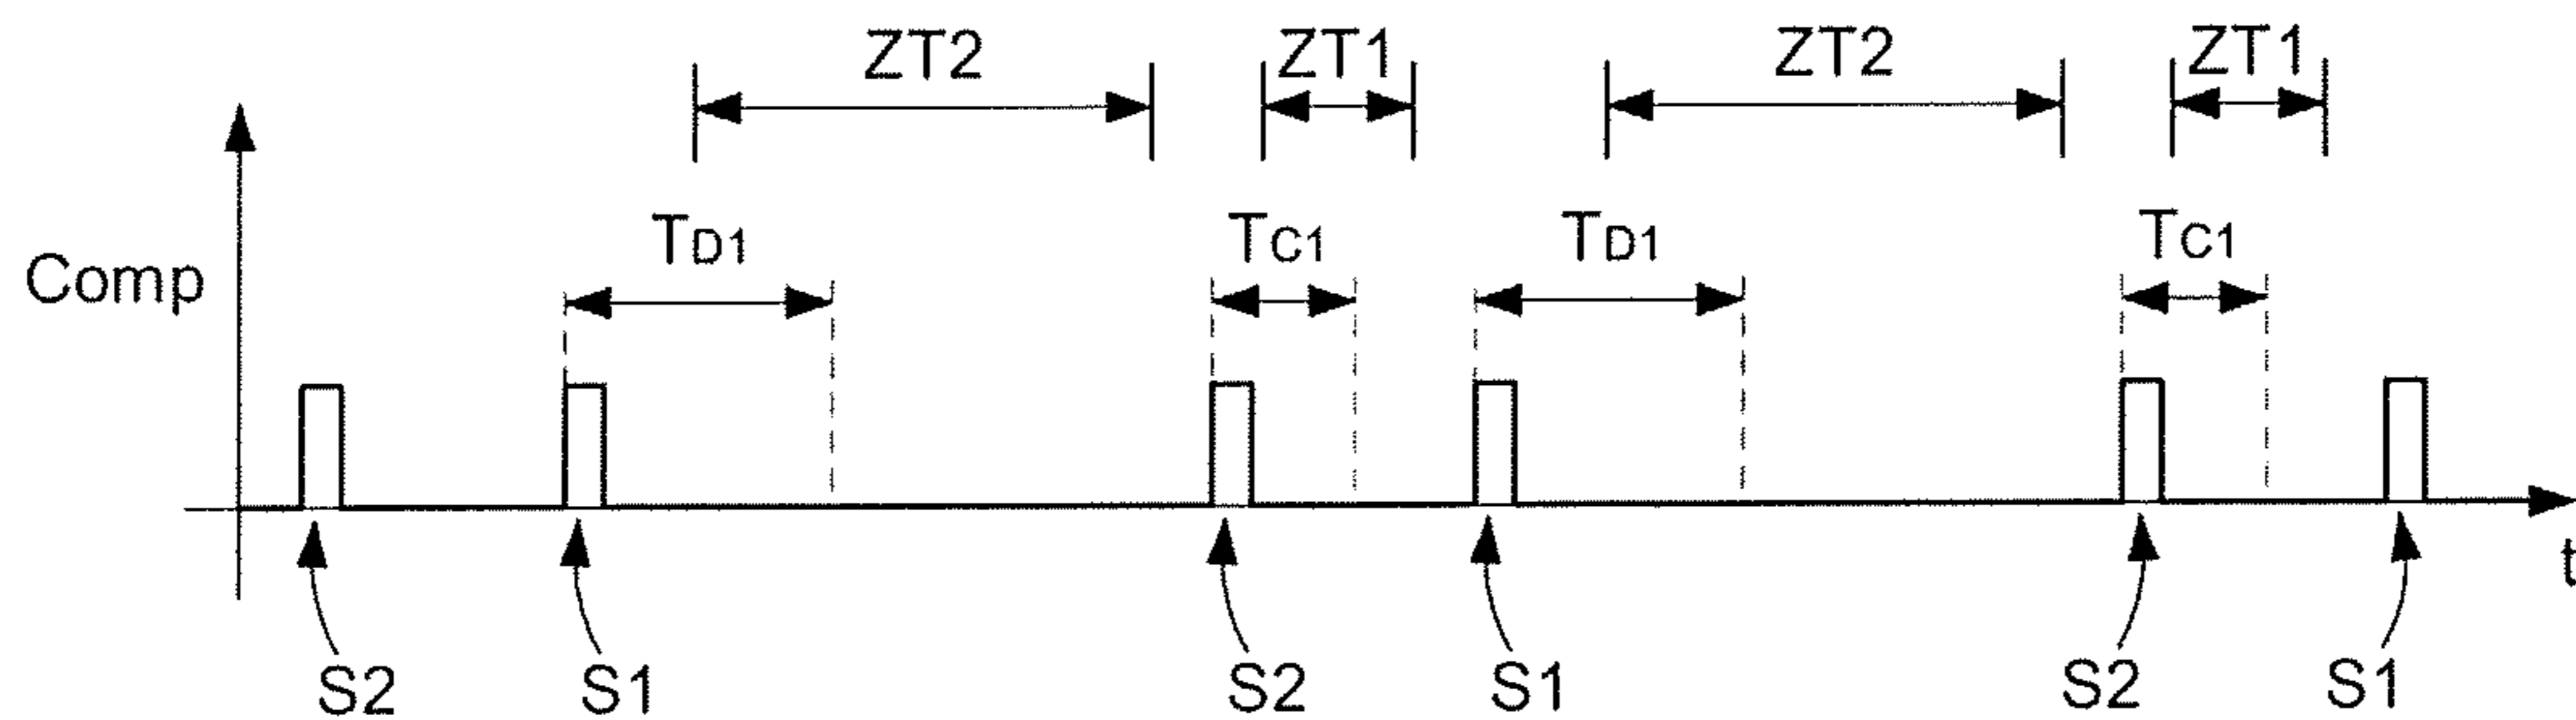 ZT2 ZT1 ZT2 ZT1
TD1 TC1 TD1 TC1
Comp
t
S2 S1 S2 S1 S2 S1